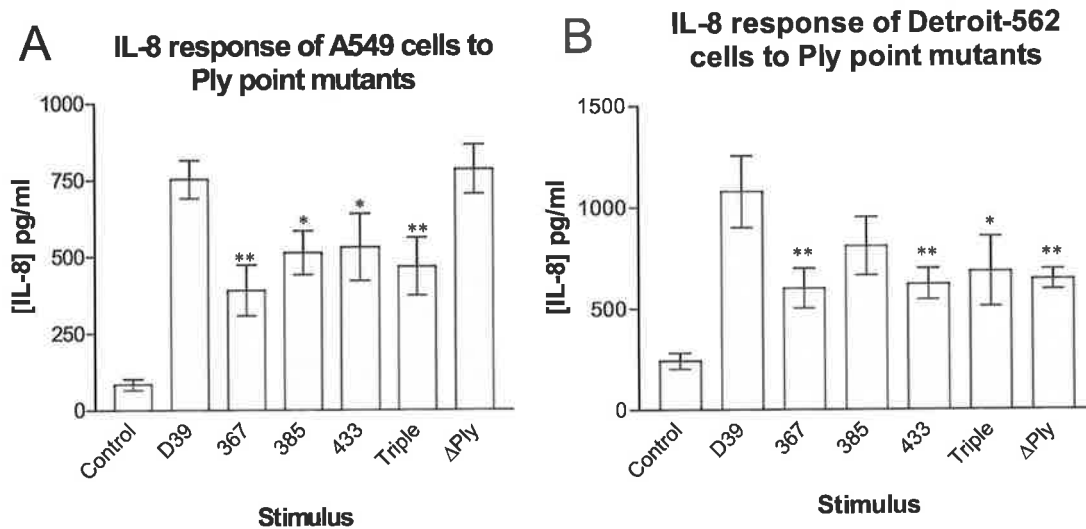 A
IL-8 response of A549 cells to
Ply point mutants
[IL-8] pg/ml
1000
750
500
250
0
**
*
*
**
Control
D39
367
385
433
Triple
ΔPly
Stimulus
B
IL-8 response of Detroit-562
cells to Ply point mutants
[IL-8] pg/ml
1500
1000
500
0
**
**
*
**
Control
D39
367
385
433
Triple
ΔPly
Stimulus